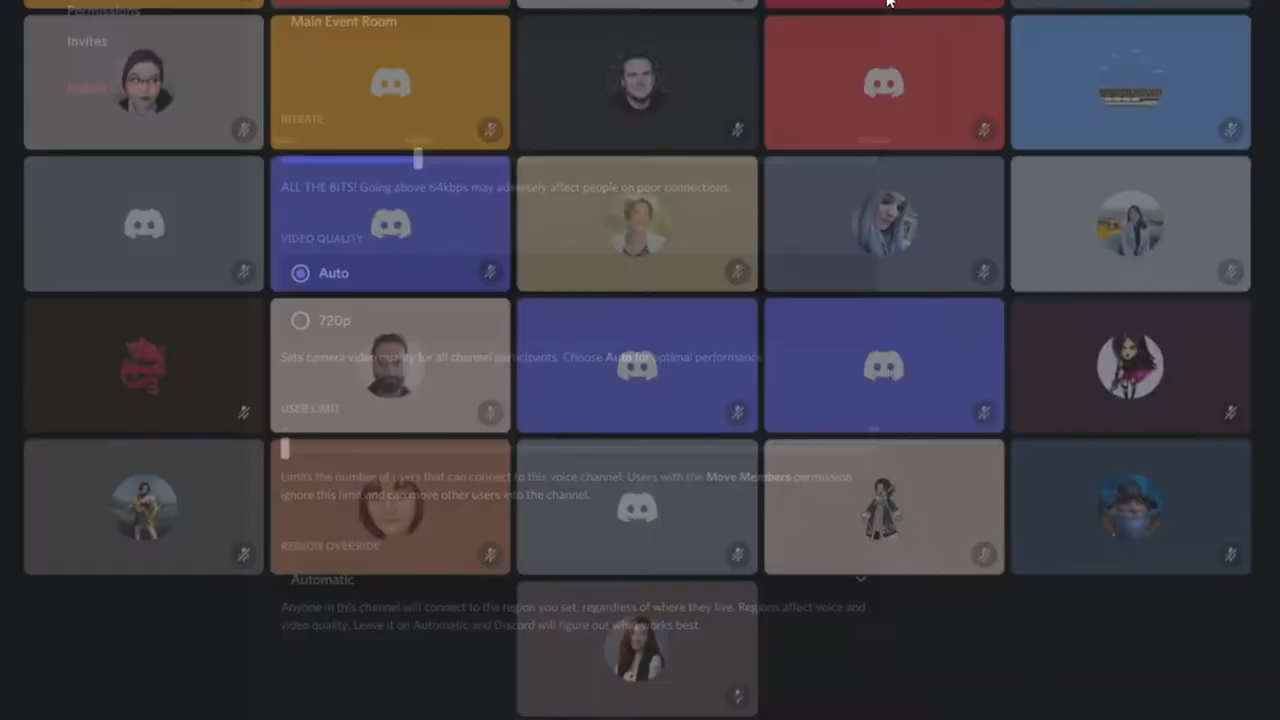 Permissions
Invites
Main Event Room
BITRATE
ALL THE BITS! Going above 64kbps may adversely affect people on poor connections.
VIDEO QUALITY
Auto
720p
Sets camera video quality for all channel participants. Choose Auto for optimal performance.
USER LIMIT
Limits the number of users that can connect to this voice channel. Users with the Move Members permission
ignore this limit and can move other users into the channel.
REGION OVERRIDE
Automatic
Anyone in this channel will connect to the region you set, regardless of where they live. Regions affect voice and
video quality. Leave it on Automatic and Discord will figure out what works best.